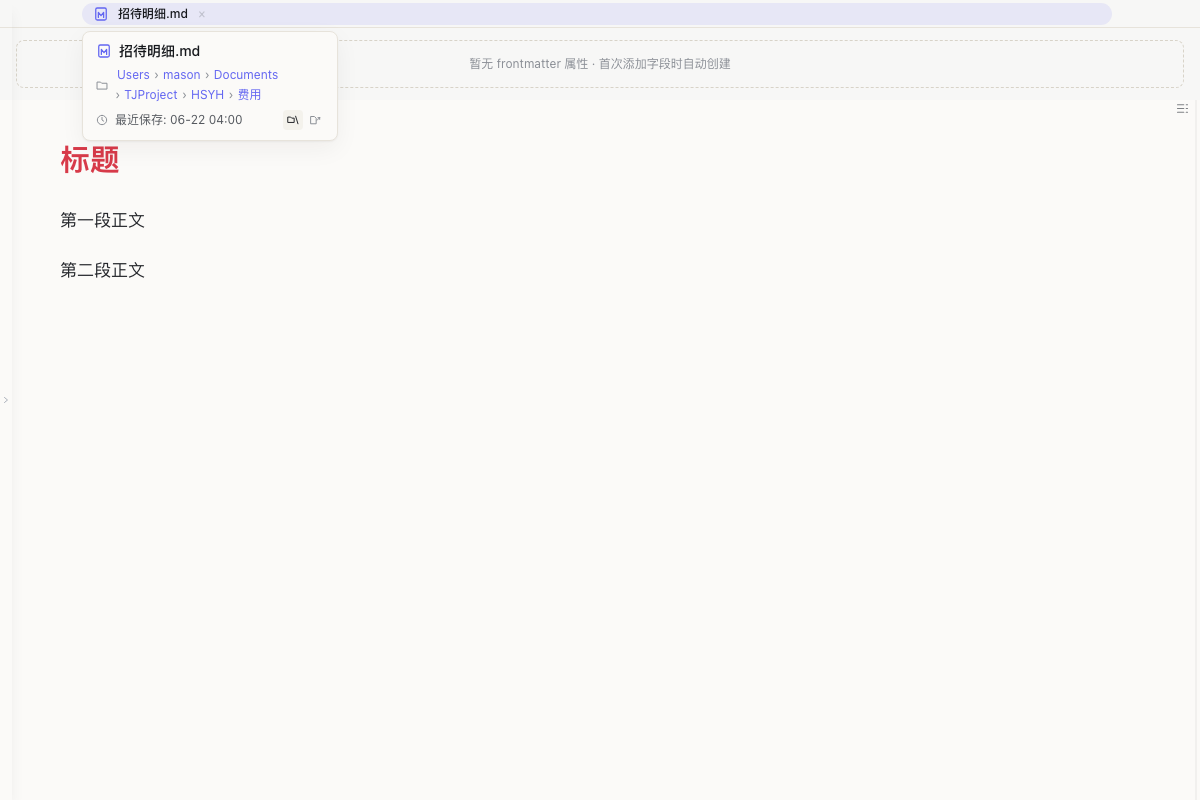 招待明细.md ×
招待明细.md
Users › mason › Documents
› TJProject › HSYH › 费用
最近保存: 06-22 04:00
暂无 frontmatter 属性 · 首次添加字段时自动创建
标题
第一段正文
第二段正文